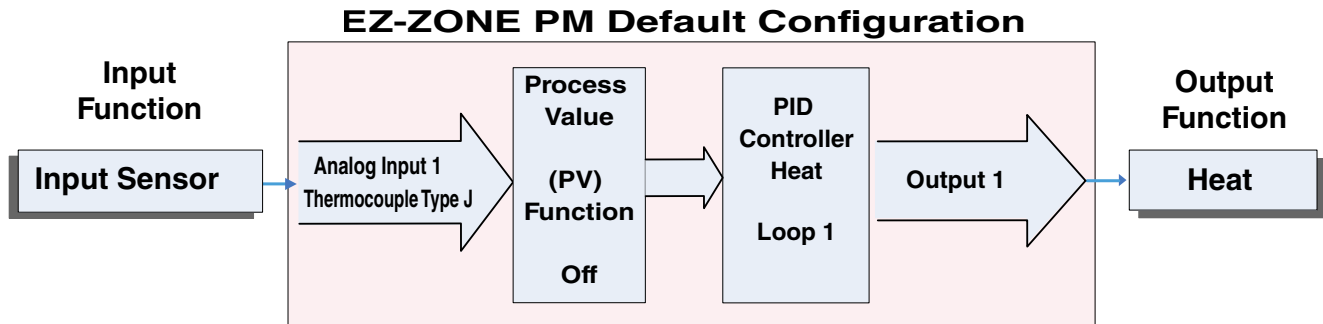 EZ-ZONE PM Default Configuration
Input
Function
Input Sensor
Analog Input 1
Thermocouple Type J
Process
Value
(PV)
Function
Off
PID
Controller
Heat
Loop 1
Output 1
Output
Function
Heat